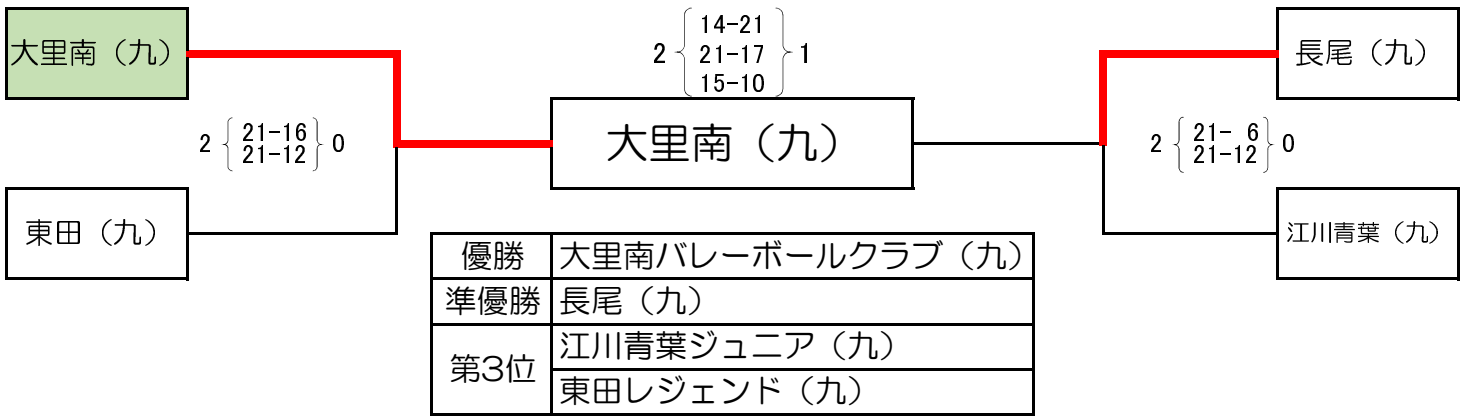 大里南（九）
2 { 21-16 } 0
21-12
東田（九）
14-21
2 { 21-17 } 1
15-10
大里南（九）
長尾（九）
2 { 21- 6 } 0
21-12
江川青葉（九）
優勝 大里南バレーボールクラブ（九）
準優勝 長尾（九）
第3位 江川青葉ジュニア（九）
東田レジェンド（九）